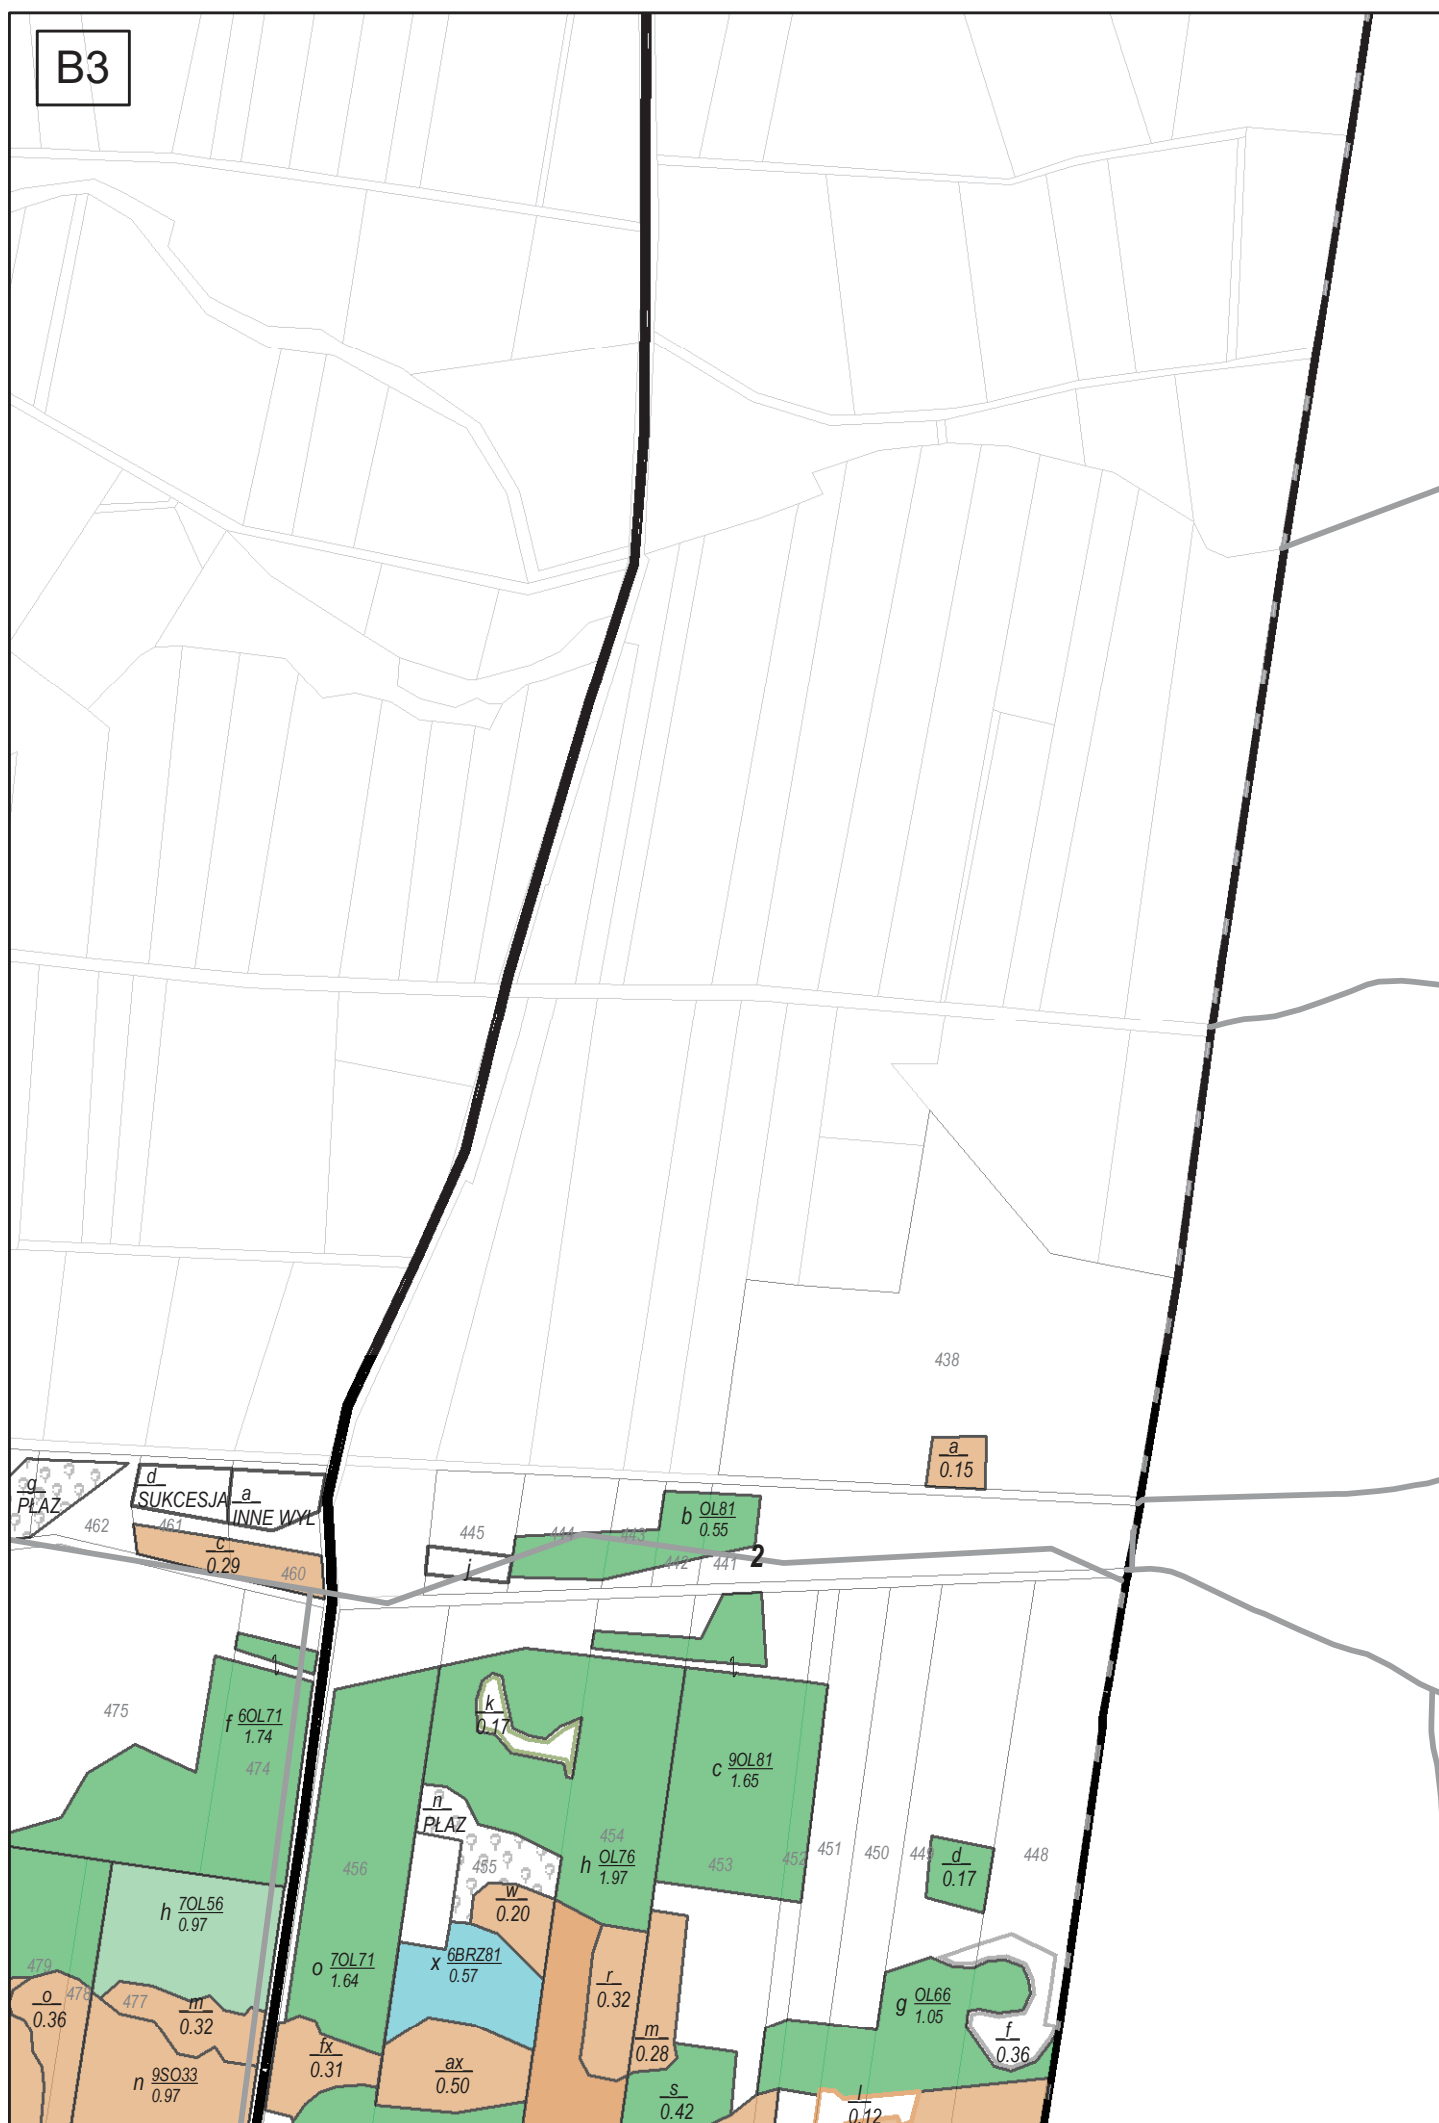 B3
438
a
0.15
g
PŁAZ
d
SUKCESJA
a
INNE WYŁ
462
461
c
0.29
460
445
j
444
443
442
441
b OL81
0.55
2
475
f 6OL71
1.74
474
k
0.17
c 9OL81
1.65
n
PŁAZ
454
h OL76
1.97
456
455
453
452
451
450
449
448
d
0.17
w
0.20
h 7OL56
0.97
479
478
477
o
0.36
m
0.32
n 9SO33
0.97
o 7OL71
1.64
x 6BRZ81
0.57
r
0.32
m
0.28
g OL66
1.05
f
0.36
fx
0.31
ax
0.50
s
0.42
l
0.12